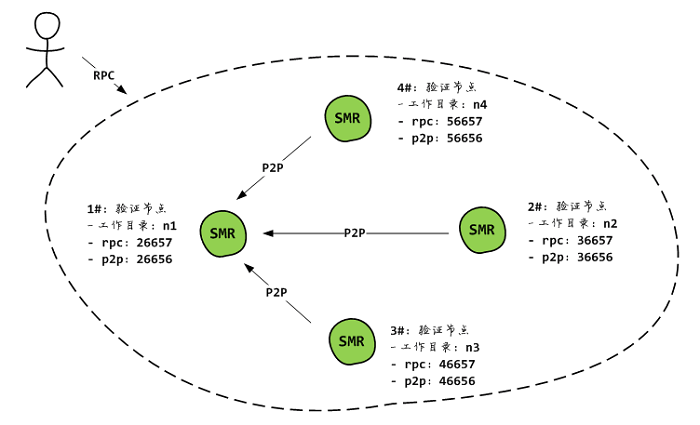 RPC
4#: 验证节点
- 工作目录: n4
- rpc: 56657
- p2p: 56656
SMR
P2P
1#: 验证节点
- 工作目录: n1
- rpc: 26657
- p2p: 26656
SMR
P2P
SMR
2#: 验证节点
- 工作目录: n2
- rpc: 36657
- p2p: 36656
P2P
SMR
3#: 验证节点
- 工作目录: n3
- rpc: 46657
- p2p: 46656